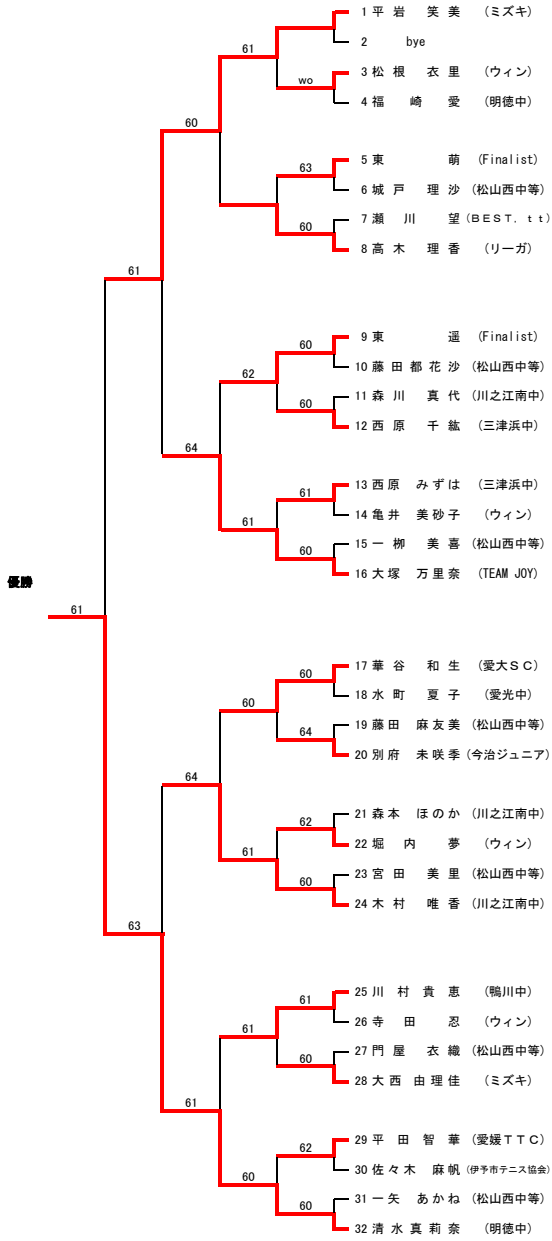 1 平岩 笑美 (ミズキ)
61
2 bye
3 松根 衣里 (ウィン)
wo
4 福崎 愛 (明徳中)
60
5 東 萌 (Finalist)
63
6 城戸 理沙 (松山西中等)
7 瀬川 望 (BEST.tt)
60
8 高木 理香 (リーガ)
61
9 東 遥 (Finalist)
60
10 藤田都花沙 (松山西中等)
62
11 森川 真代 (川之江南中)
60
12 西原 千紘 (三津浜中)
64
13 西原 みずは (三津浜中)
61
14 亀井 美砂子 (ウィン)
61
15 一栁 美喜 (松山西中等)
60
16 大塚 万里奈 (TEAM JOY)
優勝
61
17 華谷 和生 (愛大SC)
60
18 水町 夏子 (愛光中)
60
19 藤田 麻友美 (松山西中等)
64
20 別府 未咲季 (今治ジュニア)
64
21 森本 ほのか (川之江南中)
62
22 堀内 夢 (ウィン)
61
23 宮田 美里 (松山西中等)
60
24 木村 唯香 (川之江南中)
63
25 川村貴恵 (鴨川中)
61
26 寺田 忍 (ウィン)
61
27 門屋 衣織 (松山西中等)
60
28 大西由理佳 (ミズキ)
61
29 平田智華 (愛媛TTC)
62
30 佐々木 麻帆 (伊予市テニス協会)
60
31 一矢 あかね (松山西中等)
60
32 清水真莉奈 (明徳中)